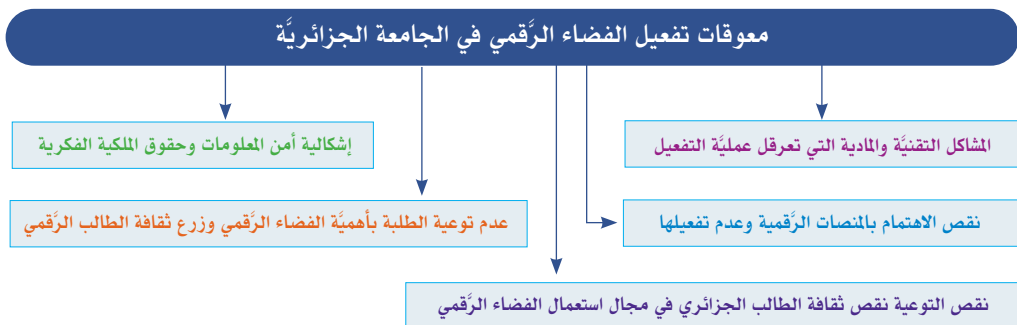 معوقات تفعيل الفضاء الرَّقمي في الجامعة الجزائريَّة
المشاكل التقنيَّة والمادية التي تعرقل عمليَّة التفعيل
إشكالية أمن المعلومات وحقوق الملكية الفكرية
نقص الاهتمام بالمنصات الرَّقمية وعدم تفعيلها
عدم توعية الطلبة بأهميَّة الفضاء الرَّقمي وزرع ثقافة الطالب الرَّقمي
نقص التوعية نقص ثقافة الطالب الجزائري في مجال استعمال الفضاء الرَّقمي